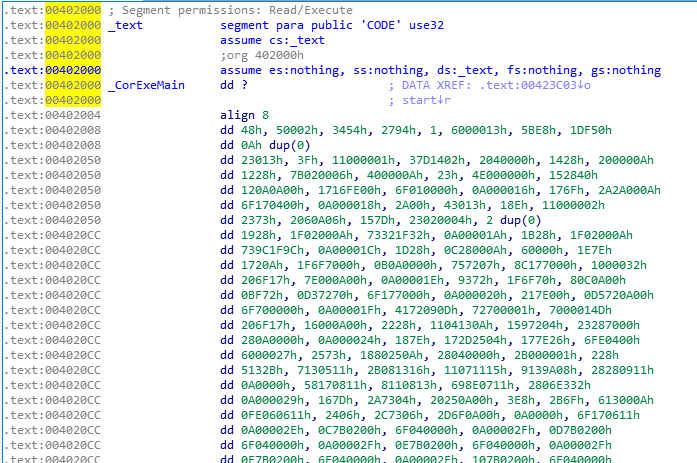 .text:00402000 ; Segment permissions: Read/Execute
.text:00402000 _text segment para public 'CODE' use32
.text:00402000 assume cs:_text
.text:00402000 ;org 402000h
.text:00402000 assume es:nothing, ss:nothing, ds:_text, fs:nothing, gs:nothing
.text:00402000 _CorExeMain dd ? ; DATA XREF: .text:00423C03↓o
.text:00402000 ; start↓r
.text:00402004 align 8
.text:00402008 dd 48h, 50002h, 3454h, 2794h, 1, 6000013h, 5BE8h, 1DF50h
.text:00402008 dd 0Ah dup(0)
.text:00402050 dd 23013h, 3Fh, 11000001h, 37D1402h, 2040000h, 1428h, 200000Ah
.text:00402050 dd 1228h, 7B020006h, 400000Ah, 23h, 4E000000h, 152840h
.text:00402050 dd 120A0A00h, 1716FE00h, 6F010000h, 0A000016h, 176Fh, 2A2A000Ah
.text:00402050 dd 6F170400h, 0A000018h, 2A00h, 43013h, 18Eh, 11000002h
.text:00402050 dd 2373h, 2060A06h, 157Dh, 23020004h, 2 dup(0)
.text:004020CC dd 1928h, 1F02000Ah, 73321F32h, 0A00001Ah, 1B28h, 1F02000Ah
.text:004020CC dd 739C1F9Ch, 0A00001Ch, 1D28h, 0C28000Ah, 60000h, 1E7Eh
.text:004020CC dd 1720Ah, 1F6F7000h, 0B0A0000h, 757207h, 8C177000h, 1000032h
.text:004020CC dd 206F17h, 7E000A00h, 0A00001Eh, 9372h, 1F6F70h, 80C0A00h
.text:004020CC dd 0BF72h, 0D37270h, 6F177000h, 0A000020h, 217E00h, 0D5720A00h
.text:004020CC dd 6F700000h, 0A00001Fh, 4172090Dh, 72700001h, 7000014Dh
.text:004020CC dd 206F17h, 16000A00h, 2228h, 1104130Ah, 1597204h, 23287000h
.text:004020CC dd 280A0000h, 0A000024h, 187Eh, 172D2504h, 177E26h, 6FE0400h
.text:004020CC dd 6000027h, 2573h, 1880250Ah, 28040000h, 2B000001h, 228h
.text:004020CC dd 5132Bh, 7130511h, 2B081316h, 11071115h, 9139A08h, 28280911h
.text:004020CC dd 0A0000h, 58170811h, 8110813h, 698E0711h, 2806E332h
.text:004020CC dd 0A000029h, 167Dh, 2A7304h, 20250A00h, 3E8h, 2B6Fh, 613000Ah
.text:004020CC dd 0FE060611h, 2406h, 2C7306h, 2D6F0A00h, 0A0000h, 6F170611h
.text:004020CC dd 0A00002Eh, 0C7B0200h, 6F040000h, 0A00002Fh, 0D7B0200h
.text:004020CC dd 6F040000h, 0A00002Fh, 0E7B0200h, 6F040000h, 0A00002Fh
.text:004020CC dd 0F7B0200h, 6F040000h, 0A00002Fh, 107B0200h, 6F040000h